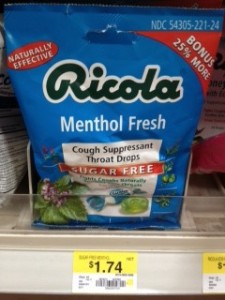 NDC 54305-221-24
NATURALLY
EFFECTIVE
BONUS
25% MORE
Ricola
Menthol Fresh
Cough Suppressant
Throat Drops
SUGAR FREE
Naturally
$1.74